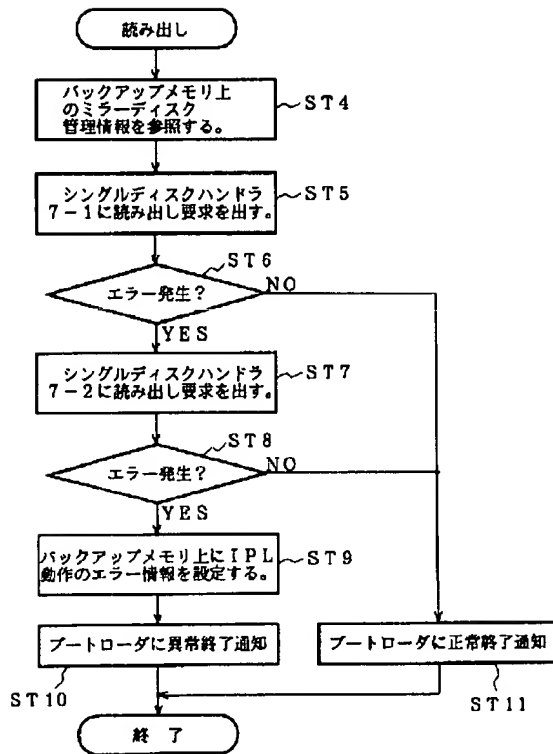 読み出し
バックアップメモリ上
のミラーディスク
管理情報を参照する。
ST4
シングルディスクハンドラ
7-1に読み出し要求を出す。
ST5
ST6
エラー発生？
NO
YES
シングルディスクハンドラ
7-2に読み出し要求を出す。
ST7
ST8
エラー発生？
NO
YES
バックアップメモリ上にIPL
動作のエラー情報を設定する。
ST9
ブートローダに異常終了通知
ブートローダに正常終了通知
ST10
ST11
終了